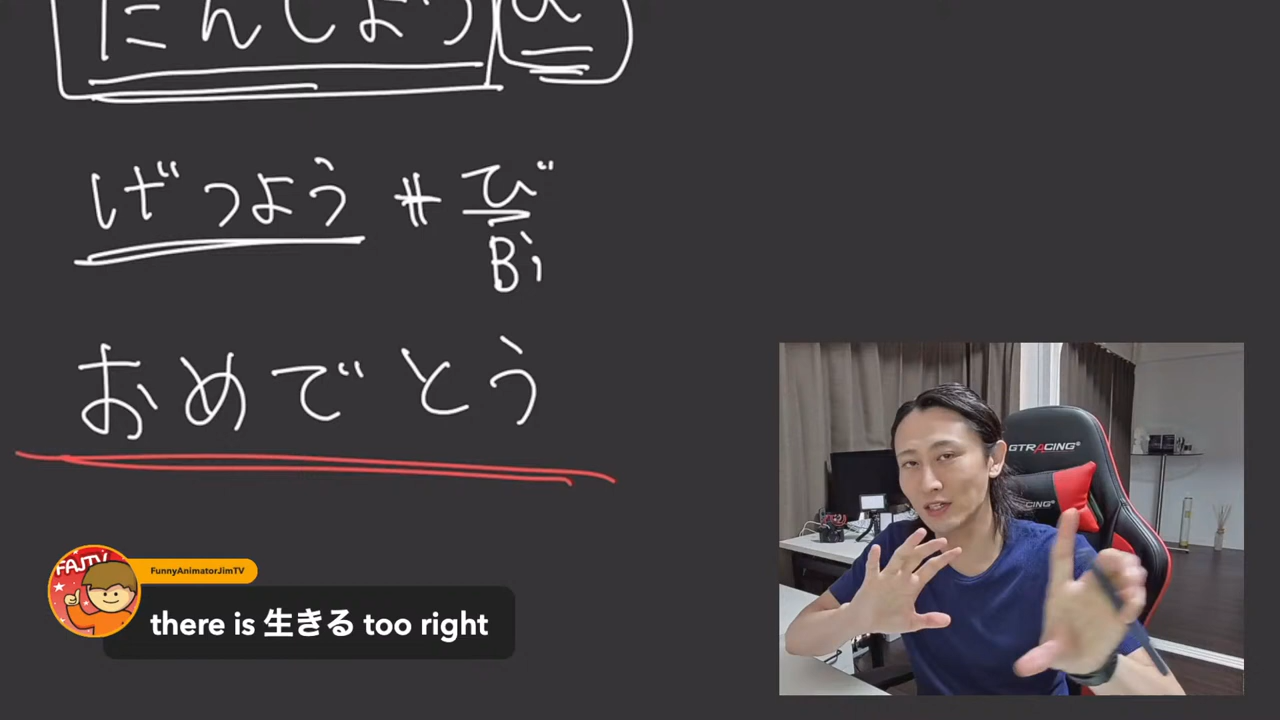 たんじょう び
げつよう # び
Bi
おめでとう
FAJTV
FunnyAnimatorJimTV
there is 生きる too right
GTRACING